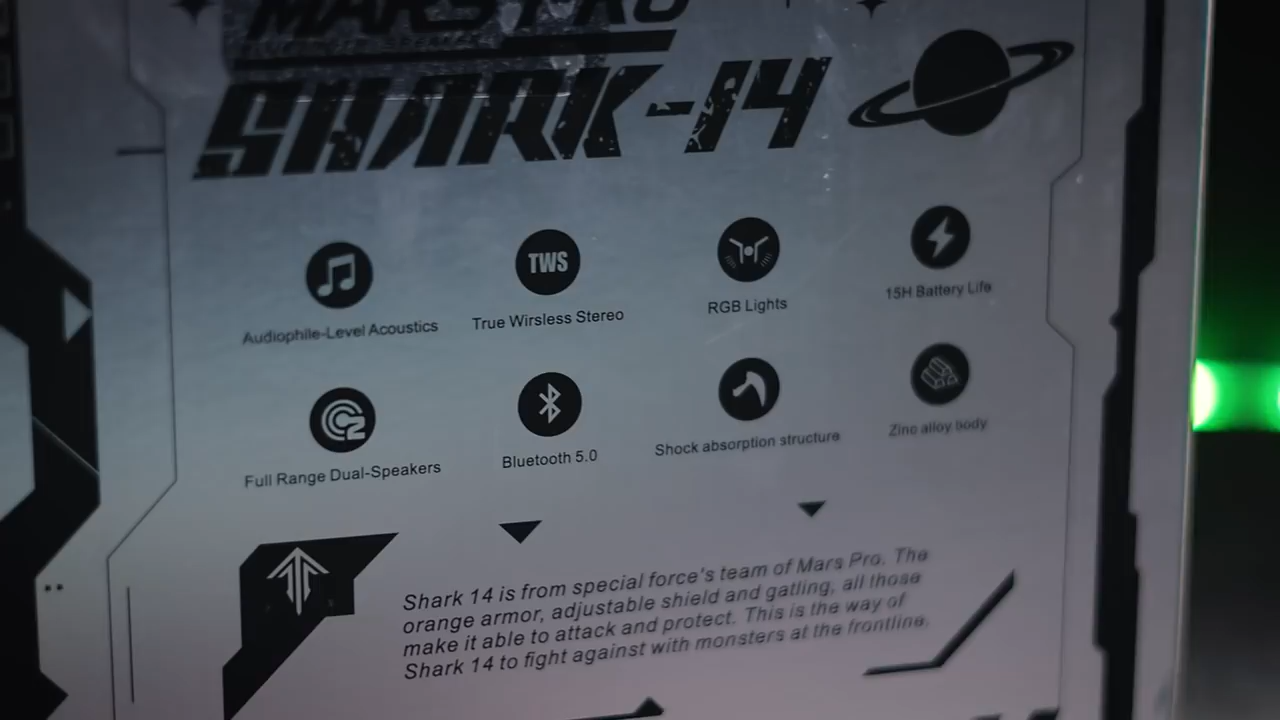 MARS PRO
SHARK-14
TWS
Audiophile-Level Acoustics
True Wirsless Stereo
RGB Lights
15H Battery Life
Full Range Dual-Speakers
Bluetooth 5.0
Shock absorption structure
Zinc alloy body
Shark 14 is from special force's team of Mars Pro. The
orange armor, adjustable shield and gatling, all those
make it able to attack and protect. This is the way of
Shark 14 to fight against with monsters at the frontline.